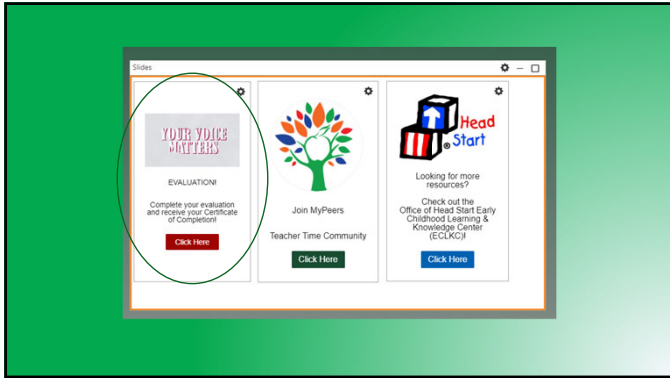 Slides
YOUR VOICE
MATTERS
EVALUATION!
Complete your evaluation
and receive your Certificate
of Completion!
Click Here
Join MyPeers
Teacher Time Community
Click Here
Head
Start
®
Looking for more
resources?
Check out the
Office of Head Start Early
Childhood Learning &
Knowledge Center
(ECLKC)!
Click Here